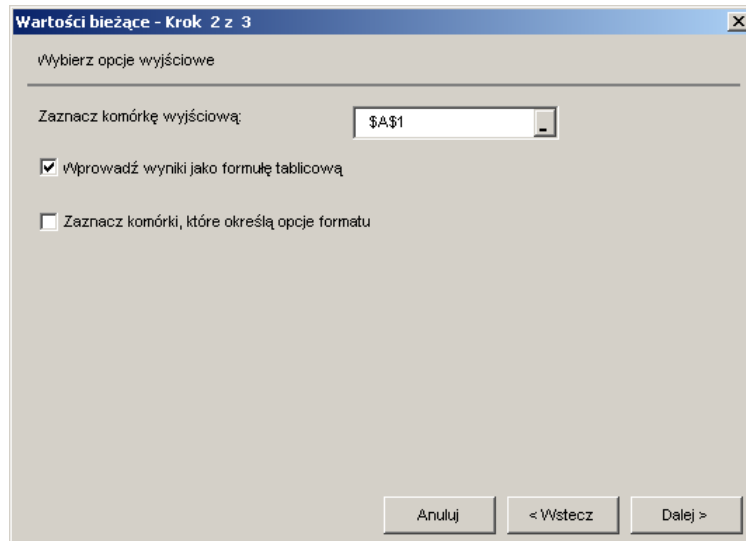 Wartości bieżące - Krok 2 z 3
Wybierz opcje wyjściowe
Zaznacz komórkę wyjściową:
$A$1
Wprowadź wyniki jako formułę tablicową
Zaznacz komórki, które określą opcje formatu
Anuluj
< Wstecz
Dalej >